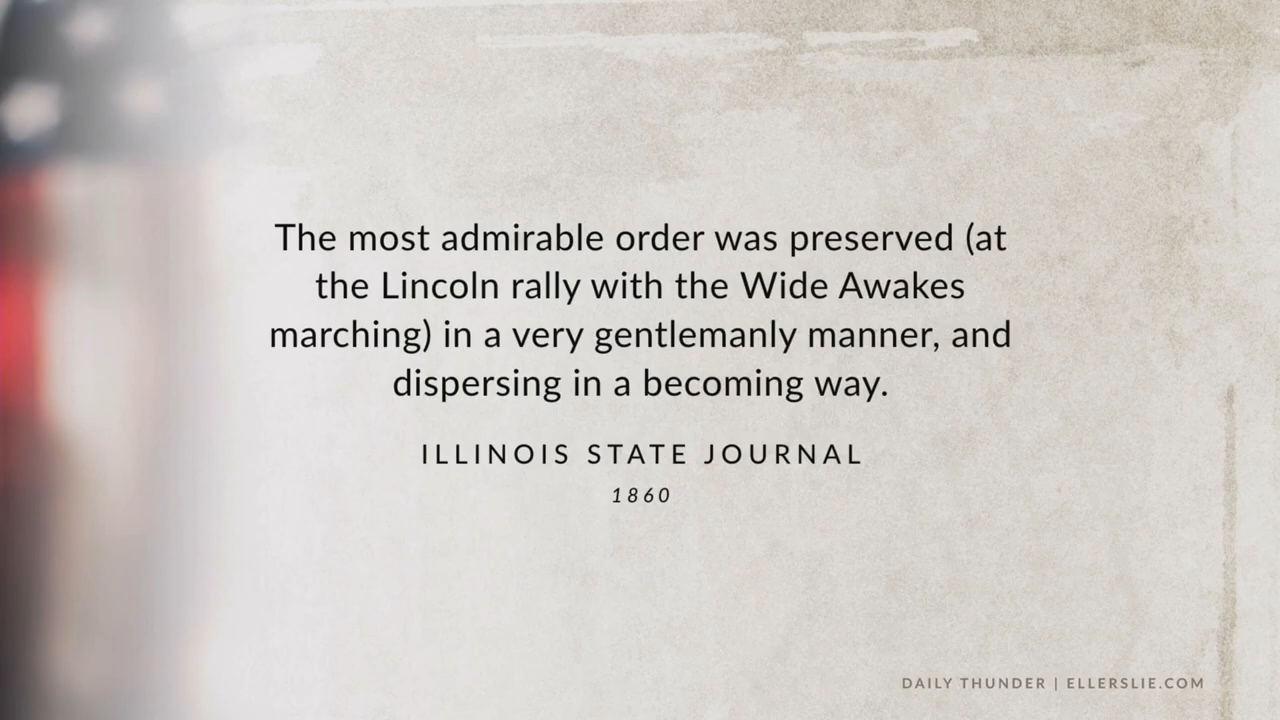 The most admirable order was preserved (at
the Lincoln rally with the Wide Awakes
marching) in a very gentlemanly manner, and
dispersing in a becoming way.
ILLINOIS STATE JOURNAL
1860
DAILY THUNDER | ELLERSLIE.COM